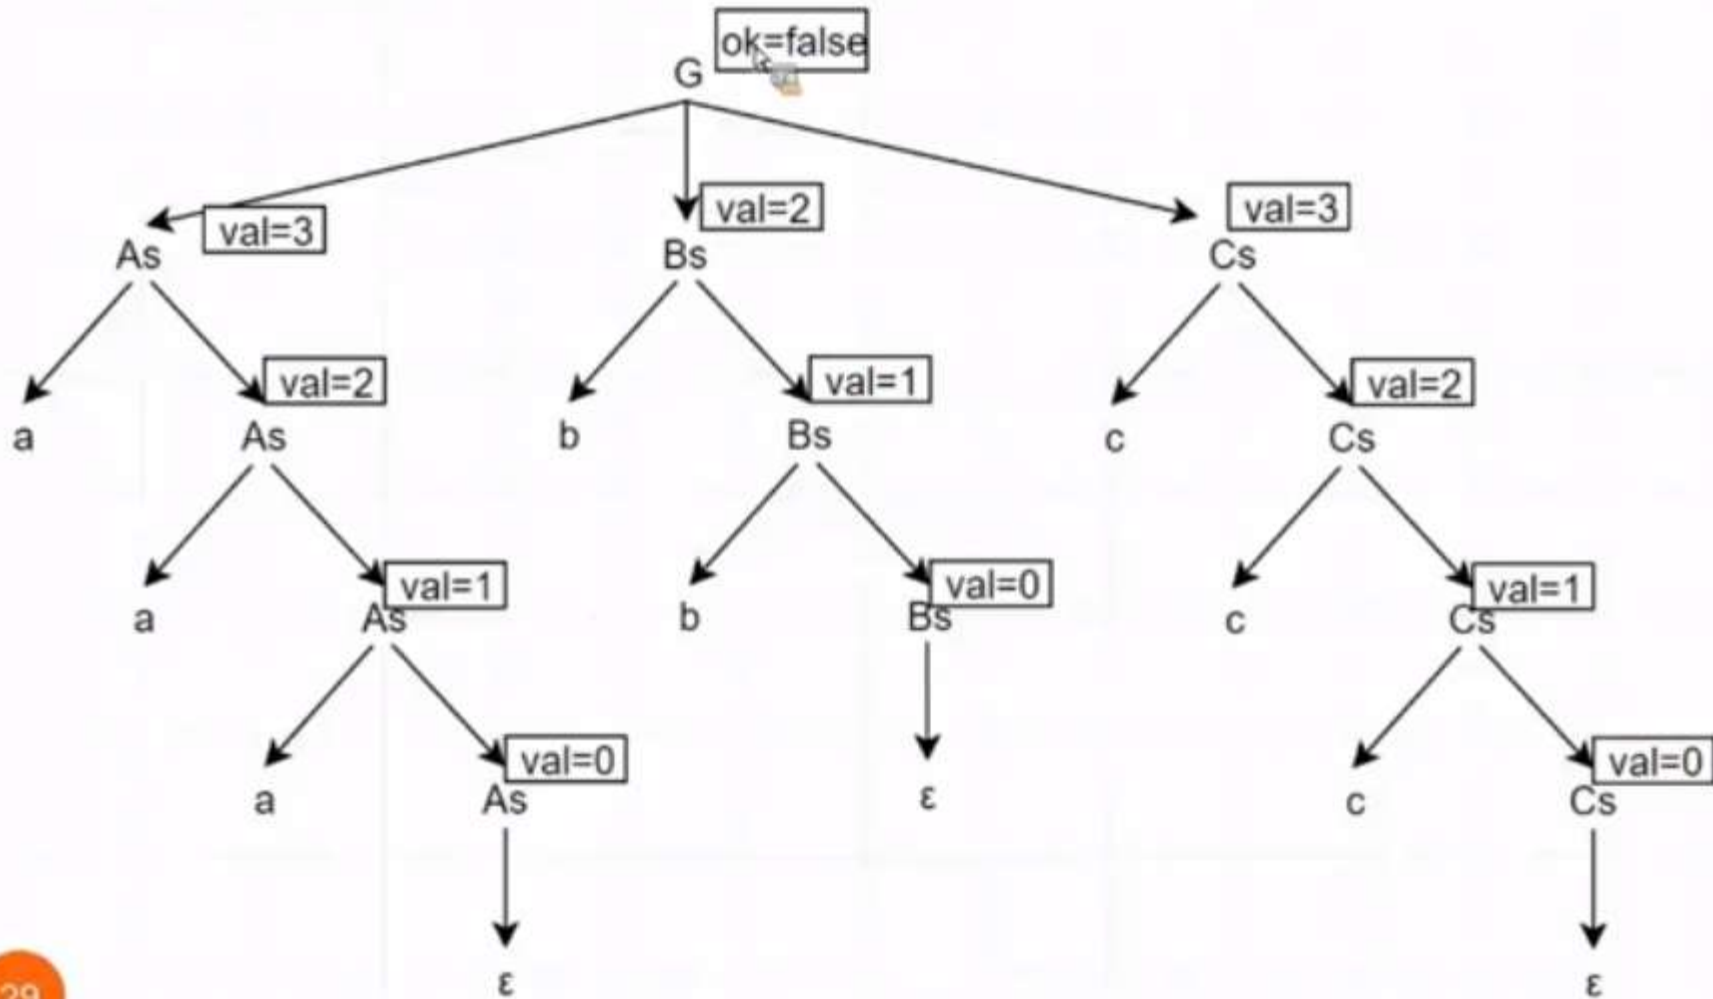 ok=false
G
val=3
val=2
val=3
As
Bs
Cs
val=2
val=1
val=2
a
As
b
Bs
c
Cs
val=1
val=0
val=1
a
As
b
Bs
c
Cs
val=0
val=0
a
As
ε
c
Cs
ε
ε